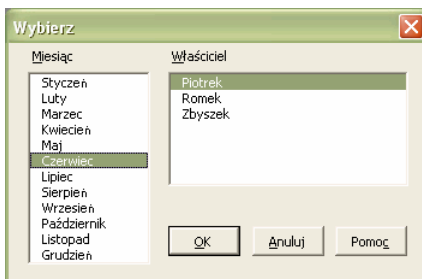 Wybierz
Miesiąc
Styczeń
Luty
Marzec
Kwiecień
Maj
Czerwiec
Lipiec
Sierpień
Wrzesień
Październik
Listopad
Grudzień
Właściciel
Piotrek
Romek
Zbyszek
OK
Anuluj
Pomoc